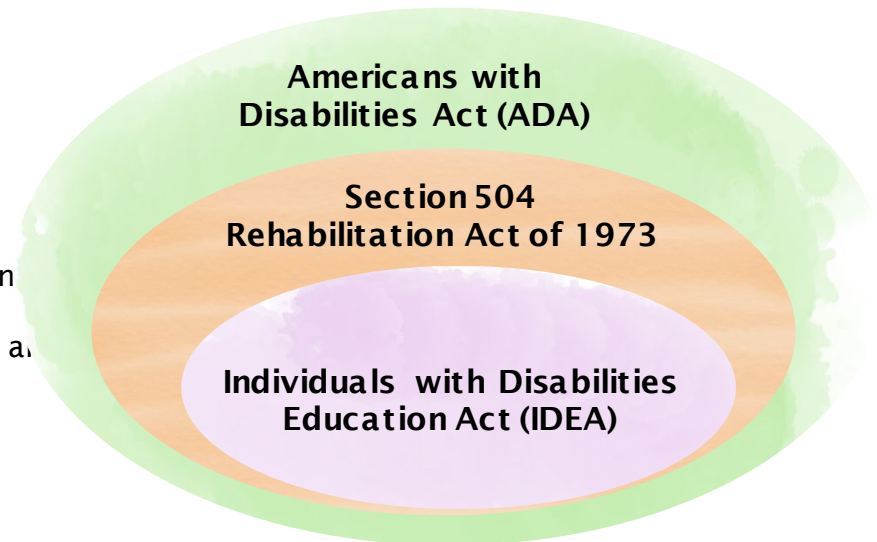 Americans with
Disabilities Act (ADA)
Section 504
Rehabilitation Act of 1973
Individuals with Disabilities
Education Act (IDEA)